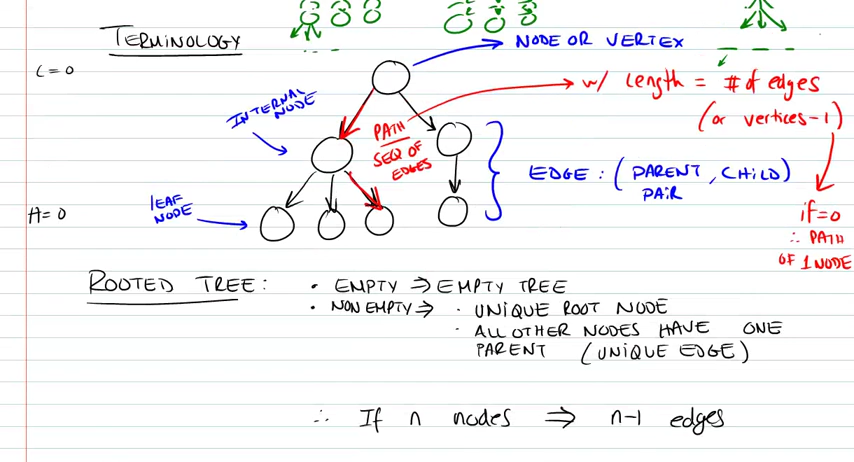 TERMINOLOGY
NODE OR VERTEX
L=0
w/ length = # of edges
(or vertices-1)
INTERNAL
NODE
PATH
SEQ OF
EDGES
EDGE : (PARENT, CHILD)
PAIR
LEAF
NODE
H=0
if=0
∴ PATH
OF 1 NODE
ROOTED TREE:
• EMPTY ⇒ EMPTY TREE
• NON EMPTY ⇒ • UNIQUE ROOT NODE
• ALL OTHER NODES HAVE ONE
PARENT (UNIQUE EDGE)
∴ If n nodes ⇒ n-1 edges